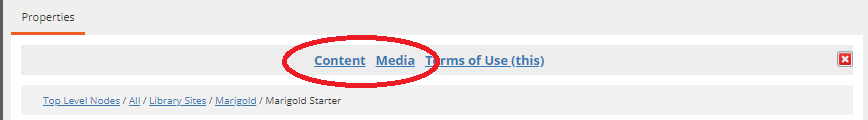 Properties
Content Media Terms of Use (this)
Top Level Nodes / All / Library Sites / Marigold / Marigold Starter